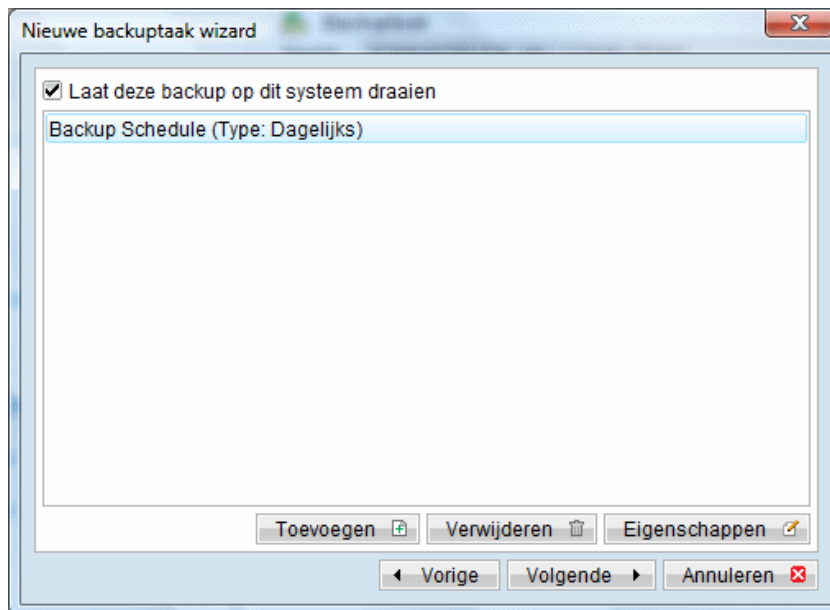 Nieuwe backuptaak wizard
Laat deze backup op dit systeem draaien
Backup Schedule (Type: Dagelijks)
Toevoegen Verwijderen Eigenschappen
Vorige Volgende Annuleren